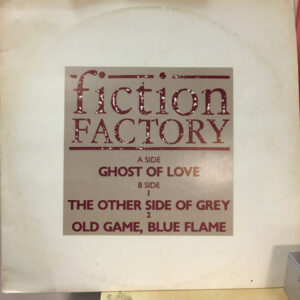 fiction
FACTORY
A SIDE
GHOST OF LOVE
B SIDE
1
THE OTHER SIDE OF GREY
2
OLD GAME, BLUE FLAME